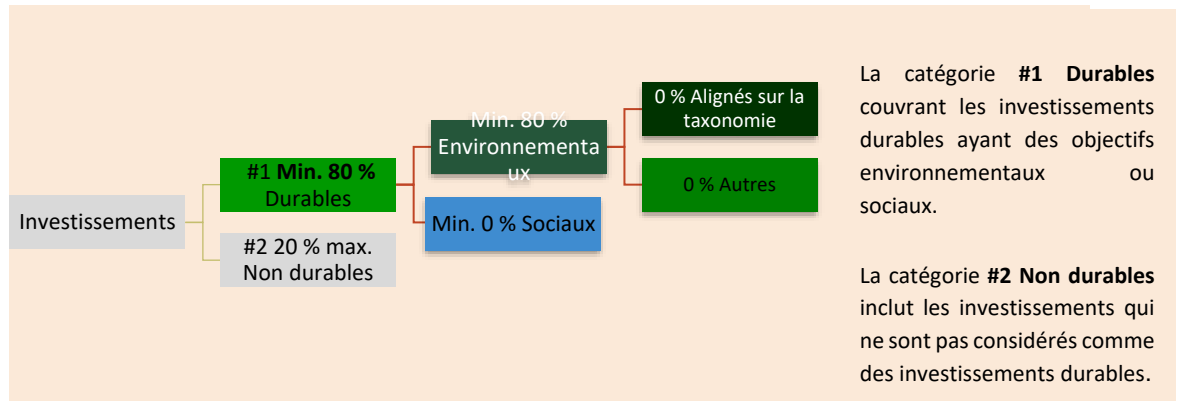 Investissements
#1 Min. 80 %
Durables
#2 20 % max.
Non durables
Min. 80 %
Environnementa
ux
Min. 0 % Sociaux
0 % Alignés sur la
taxonomie
0 % Autres
La catégorie #1 Durables
couvrant les investissements
durables ayant des objectifs
environnementaux ou
sociaux.
La catégorie #2 Non durables
inclut les investissements qui
ne sont pas considérés comme
des investissements durables.